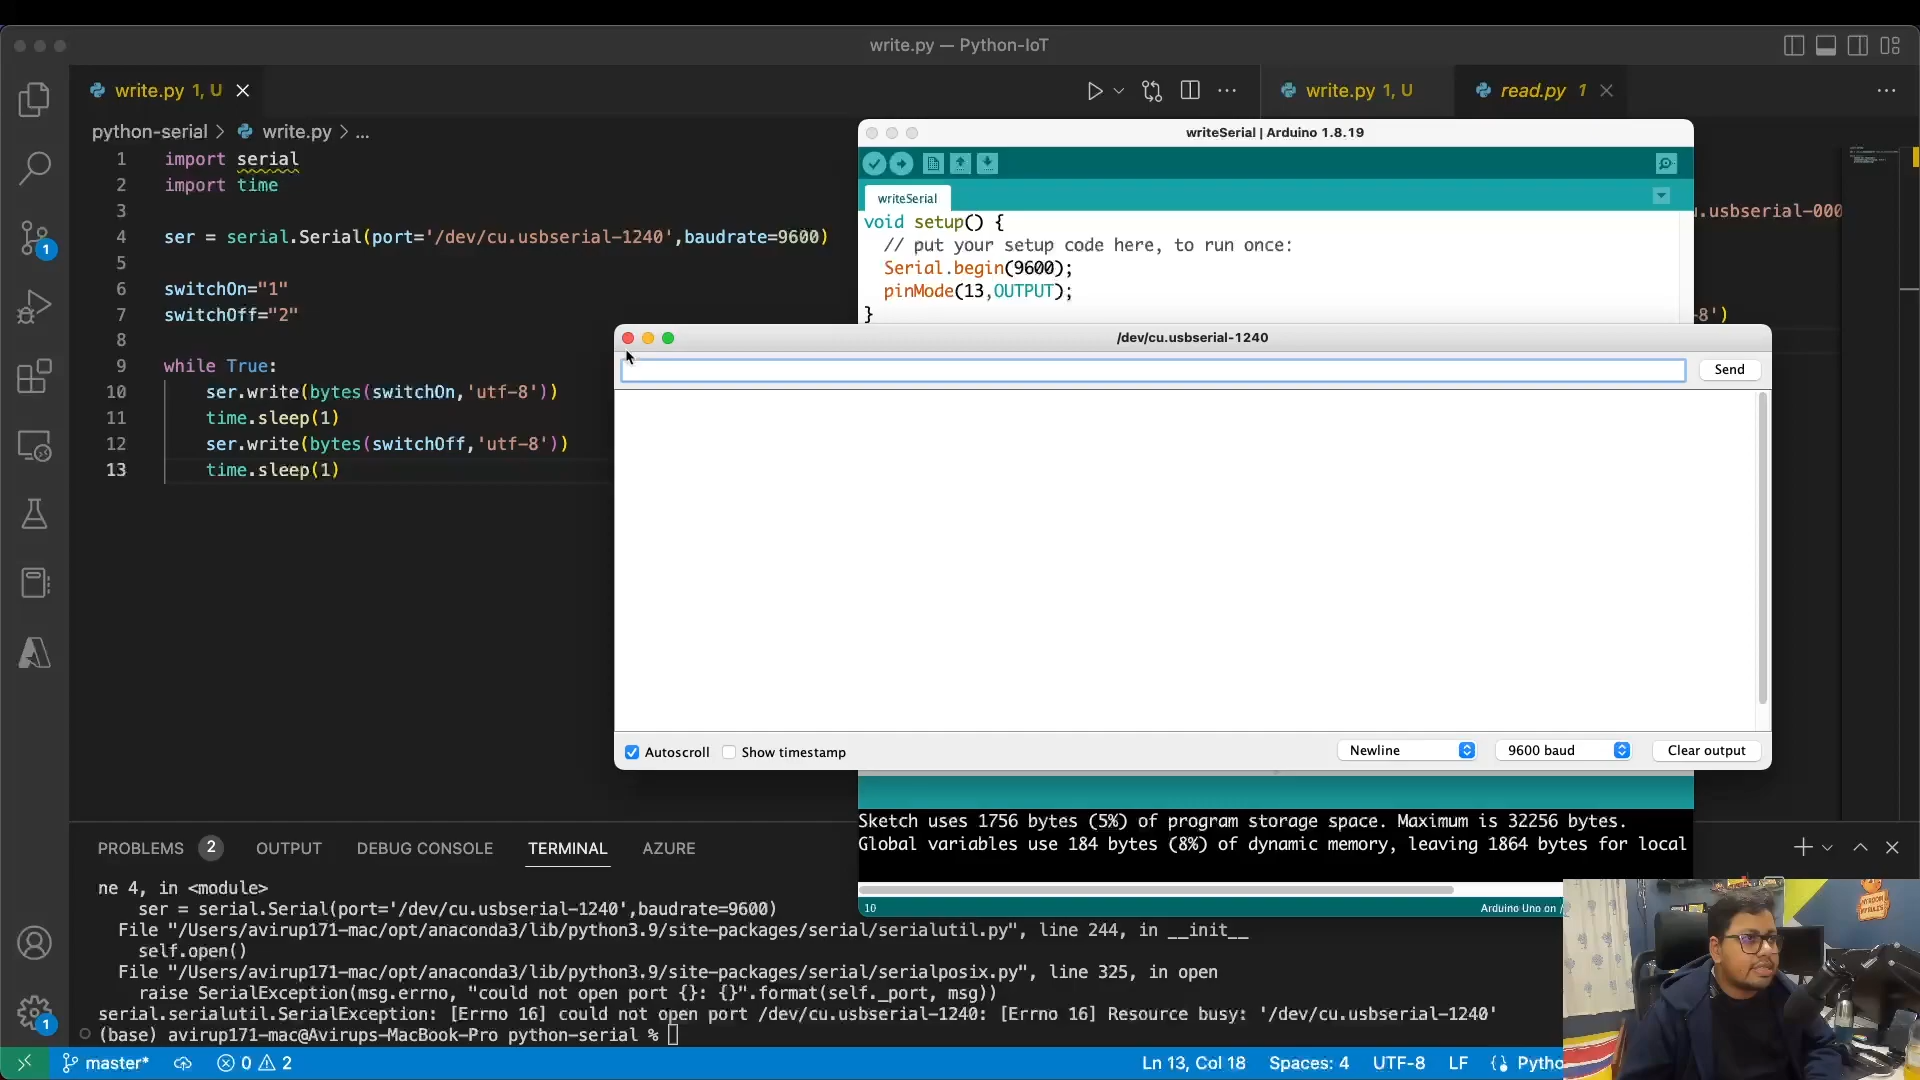 write.py — Python-IoT
write.py 1, U
write.py 1, U
read.py 1
python-serial > write.py > ...
1 import serial
2 import time
3
4 ser = serial.Serial(port='/dev/cu.usbserial-1240',baudrate=9600)
5
6 switchOn="1"
7 switchOff="2"
8
9 while True:
10 ser.write(bytes(switchOn,'utf-8'))
11 time.sleep(1)
12 ser.write(bytes(switchOff,'utf-8'))
13 time.sleep(1)
writeSerial | Arduino 1.8.19
writeSerial
void setup() {
// put your setup code here, to run once:
Serial.begin(9600);
pinMode(13,OUTPUT);
}
.usbserial-000
-8')
/dev/cu.usbserial-1240
Send
Autoscroll
Show timestamp
Newline
9600 baud
Clear output
Sketch uses 1756 bytes (5%) of program storage space. Maximum is 32256 bytes.
Global variables use 184 bytes (8%) of dynamic memory, leaving 1864 bytes for local
10
Arduino Uno on /
1
1
PROBLEMS 2 OUTPUT DEBUG CONSOLE TERMINAL AZURE
ne 4, in <module>
ser = serial.Serial(port='/dev/cu.usbserial-1240',baudrate=9600)
File "/Users/avirup171-mac/opt/anaconda3/lib/python3.9/site-packages/serial/serialutil.py", line 244, in __init__
self.open()
File "/Users/avirup171-mac/opt/anaconda3/lib/python3.9/site-packages/serial/serialposix.py", line 325, in open
raise SerialException(msg.errno, "could not open port {}: {}".format(self._port, msg))
serial.serialutil.SerialException: [Errno 16] could not open port /dev/cu.usbserial-1240: [Errno 16] Resource busy: '/dev/cu.usbserial-1240'
(base) avirup171-mac@Avirups-MacBook-Pro python-serial %
master* 0 2
Ln 13, Col 18 Spaces: 4 UTF-8 LF Pytho